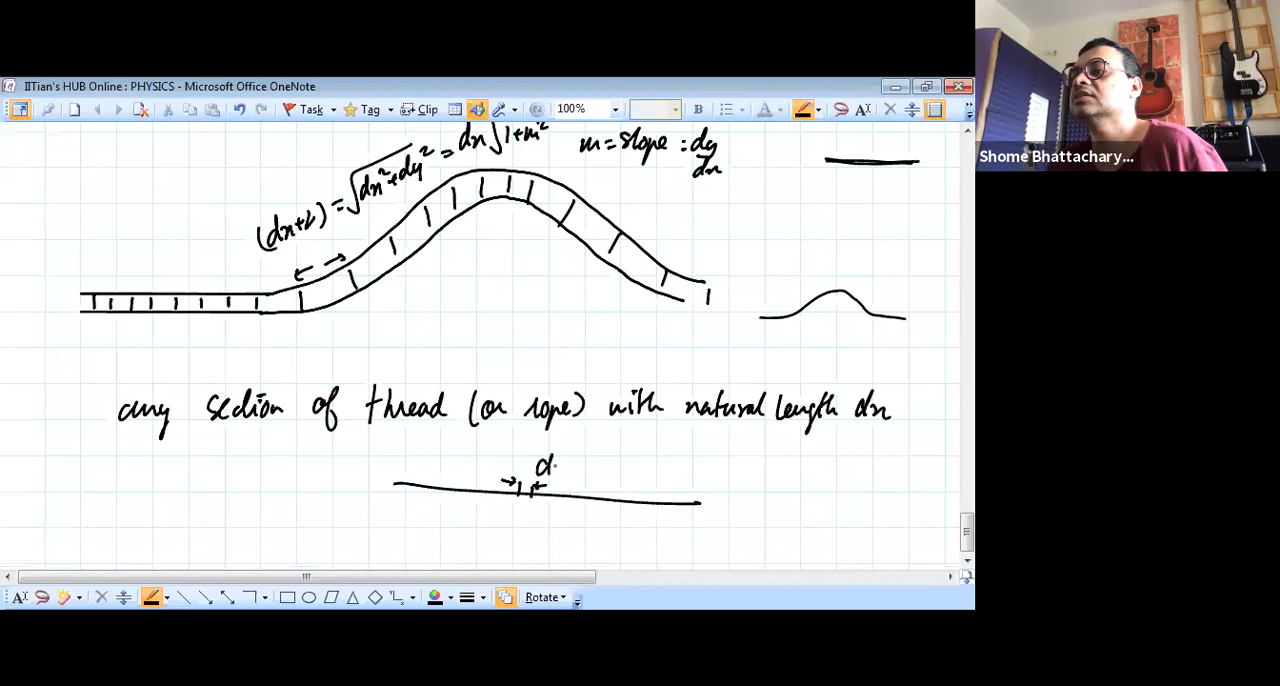 IITian's HUB Online : PHYSICS - Microsoft Office OneNote
Task Tag Clip 100% B A
dx√1+m² m = slope : dy/dx
(dx+) = √dx²+dy² =
Shome Bhattachary...
any section of thread (or rope) with natural length dx
d
Rotate